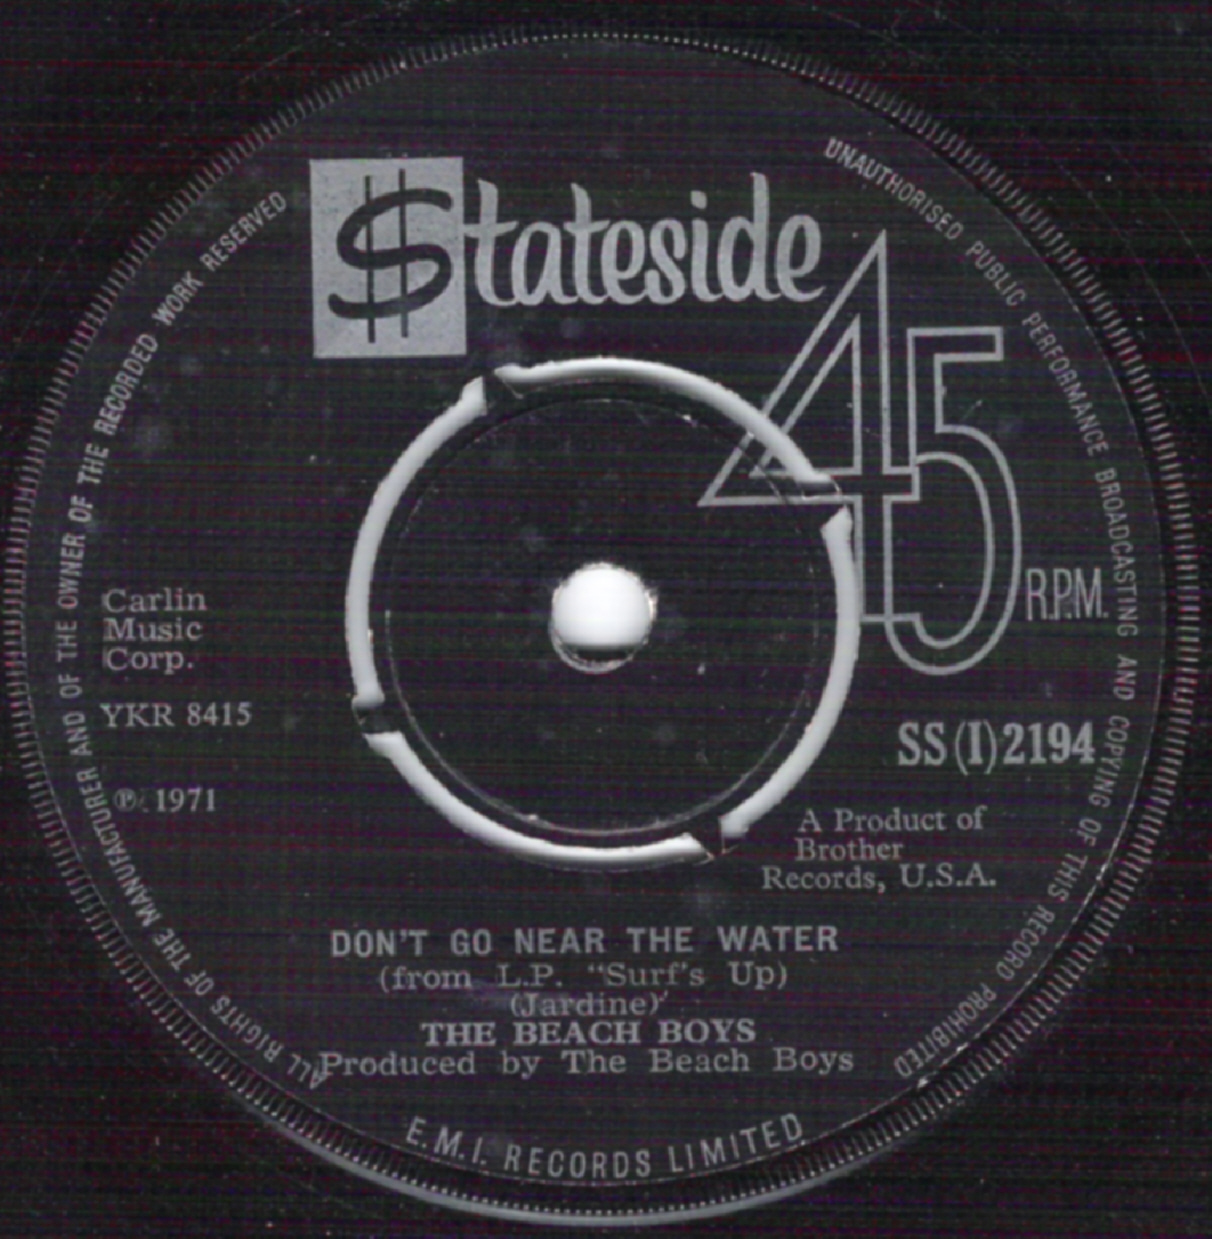 $tateside
45
R.P.M.
ALL RIGHTS OF THE MANUFACTURER AND OF THE OWNER OF THE RECORDED WORK RESERVED
UNAUTHORISED PUBLIC PERFORMANCE BROADCASTING AND COPYING OF THIS RECORD PROHIBITED
Carlin
Music
Corp.
YKR 8415
℗ 1971
SS(I)2194
A Product of
Brother
Records, U.S.A.
DON'T GO NEAR THE WATER
(from L.P. "Surf's Up)
(Jardine)
THE BEACH BOYS
Produced by The Beach Boys
E.M.I. RECORDS LIMITED